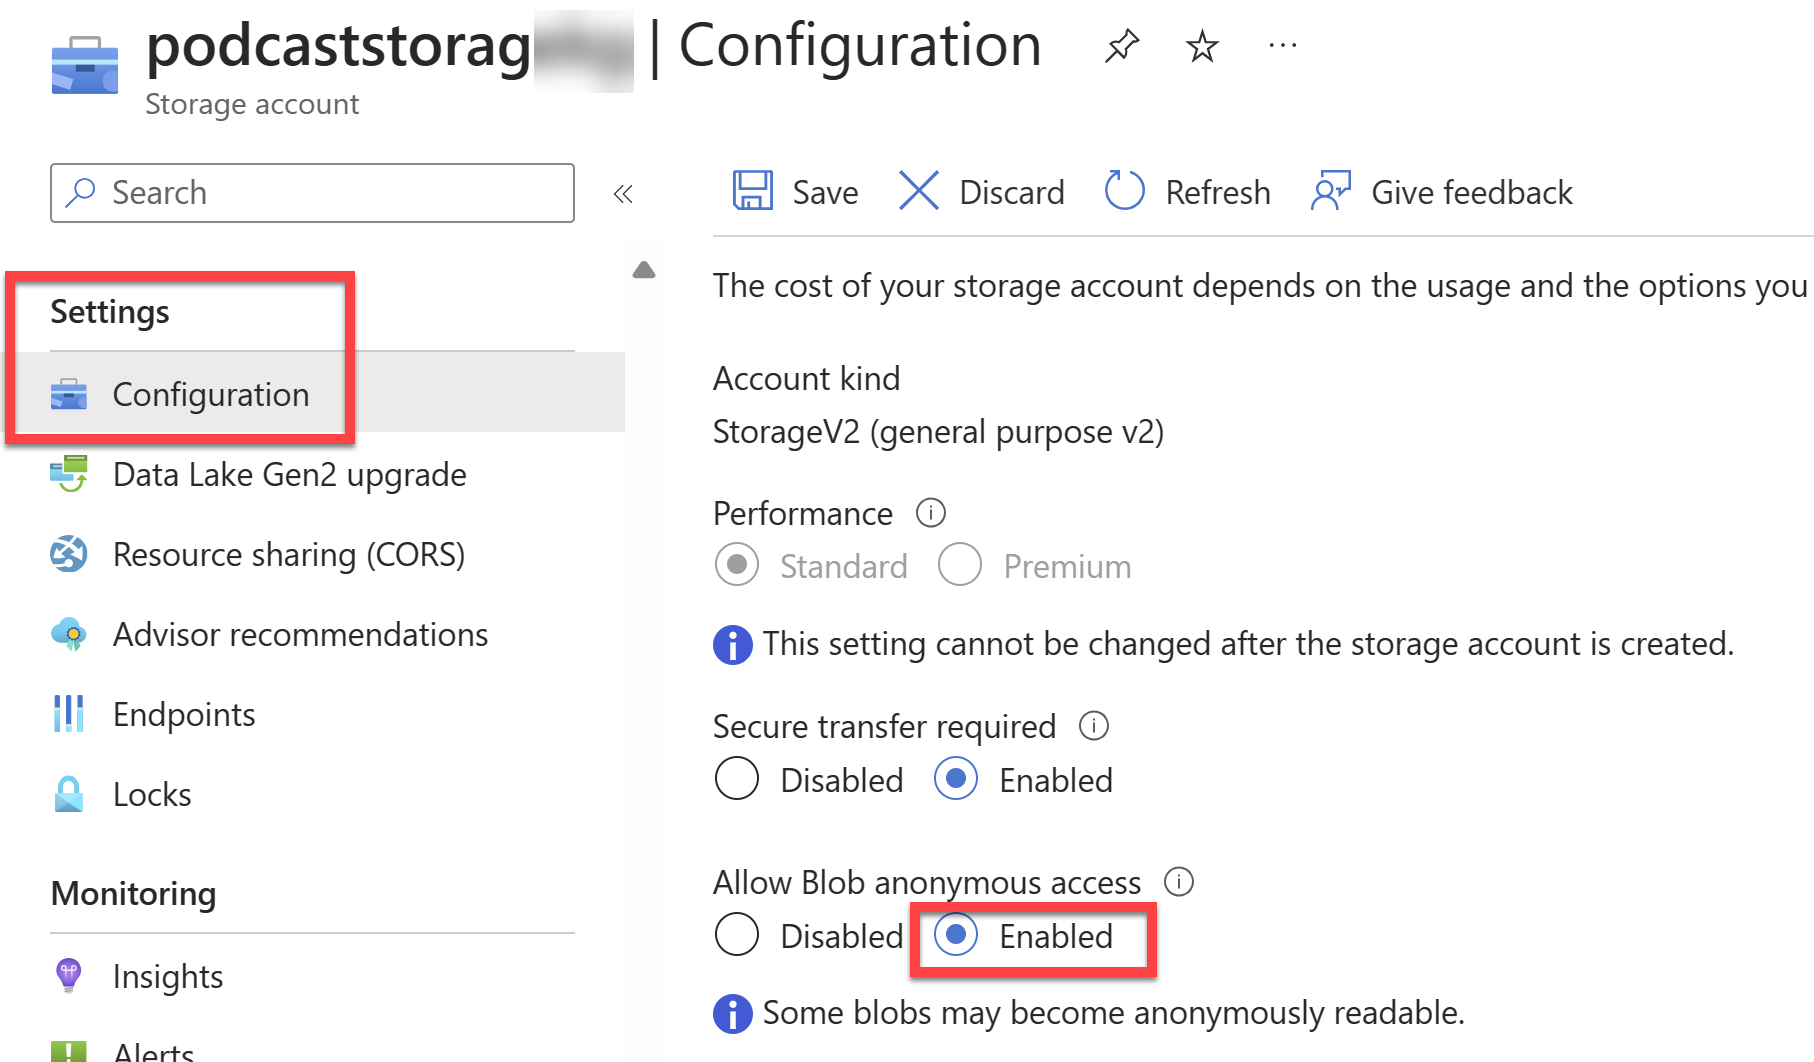 podcaststorag | Configuration
Storage account
Search
Save Discard Refresh Give feedback
Settings
Configuration
Data Lake Gen2 upgrade
Resource sharing (CORS)
Advisor recommendations
Endpoints
Locks
Monitoring
Insights
Alerts
The cost of your storage account depends on the usage and the options you
Account kind
StorageV2 (general purpose v2)
Performance
Standard Premium
This setting cannot be changed after the storage account is created.
Secure transfer required
Disabled Enabled
Allow Blob anonymous access
Disabled Enabled
Some blobs may become anonymously readable.